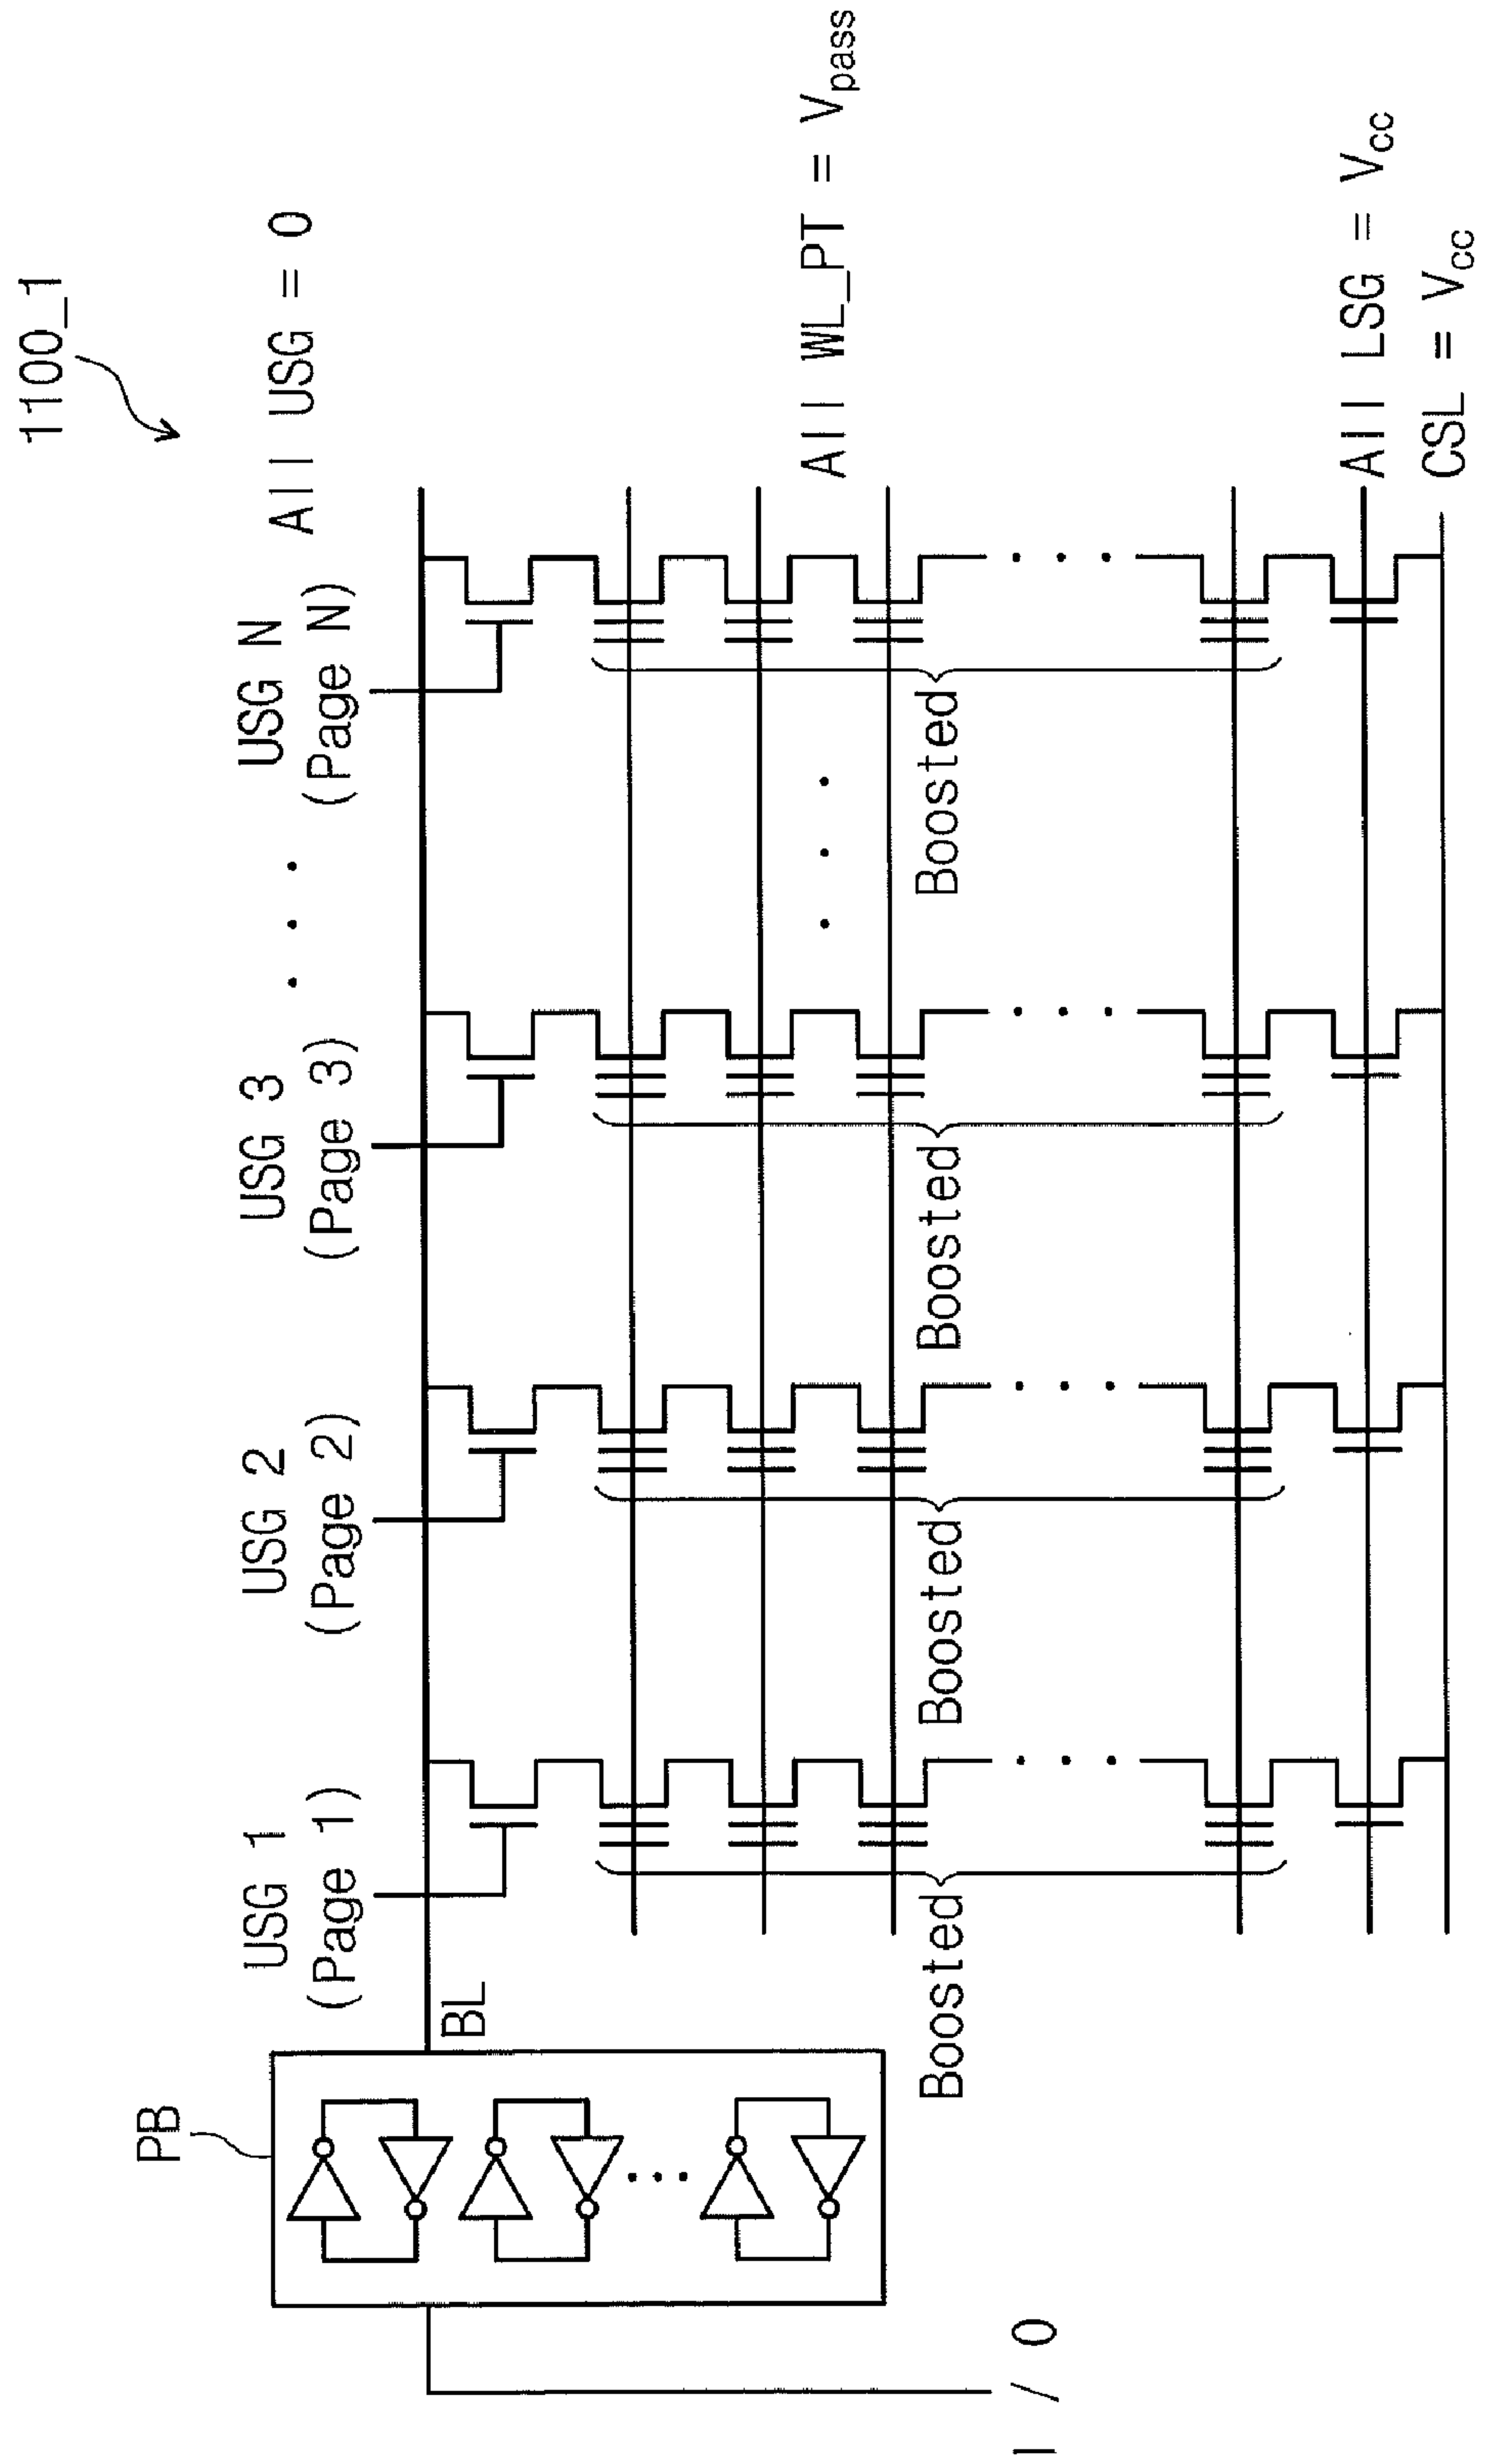 1100_1
All USG = 0
USG 1
(Page 1)
USG 2
(Page 2)
USG 3
(Page 3)
. . .
USG N
(Page N)
PB
BL
All WL_PT = Vpass
Boosted
Boosted
Boosted
Boosted
All LSG = Vcc
CSL = Vcc
I / O